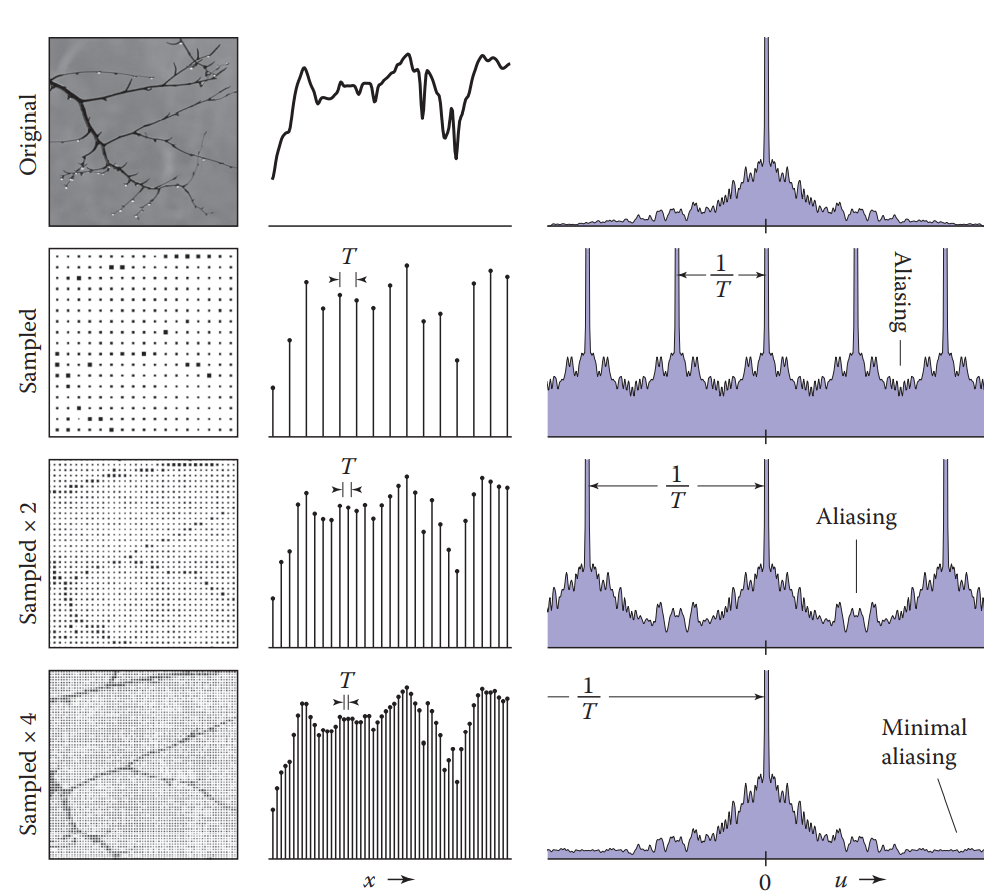 Original
Sampled
T
1
T
Aliasing
Sampled × 2
T
1
T
Aliasing
Sampled × 4
T
1
T
Minimal
aliasing
x
0
u